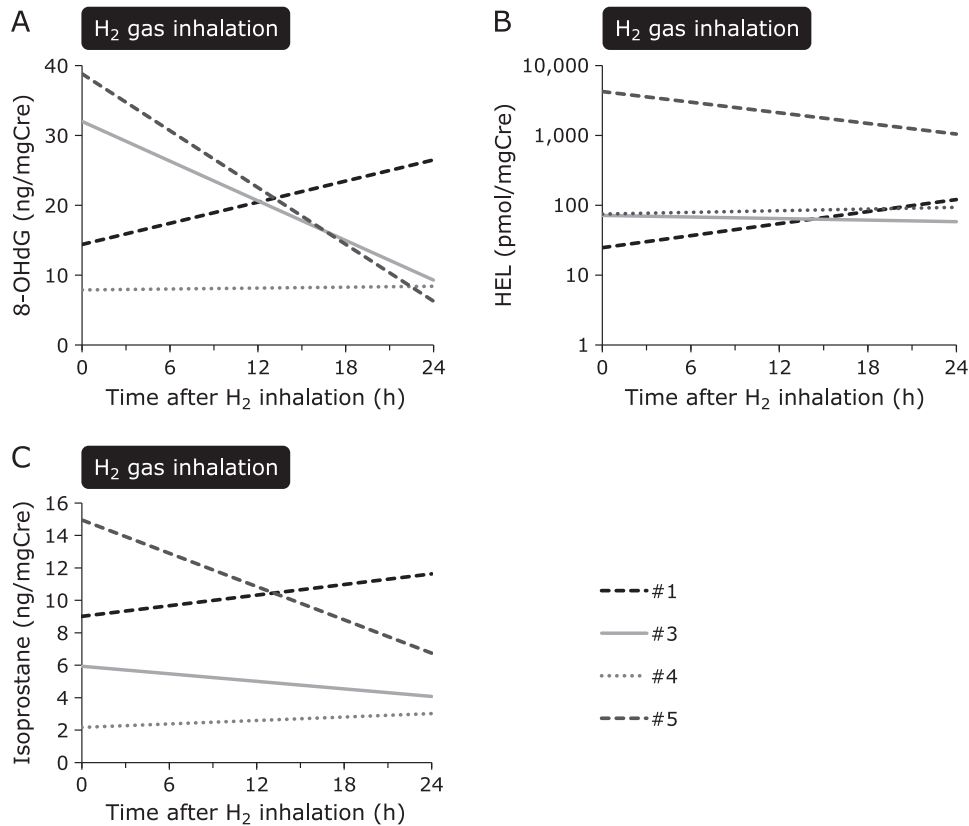 A
H₂ gas inhalation
40
30
20
10
0
8-OHdG (ng/mgCre)
0 6 12 18 24
Time after H₂ inhalation (h)
B
H₂ gas inhalation
10,000
1,000
100
10
1
HEL (pmol/mgCre)
0 6 12 18 24
Time after H₂ inhalation (h)
C
H₂ gas inhalation
16
14
12
10
8
6
4
2
0
Isoprostane (ng/mgCre)
0 6 12 18 24
Time after H₂ inhalation (h)
#1
#3
#4
#5